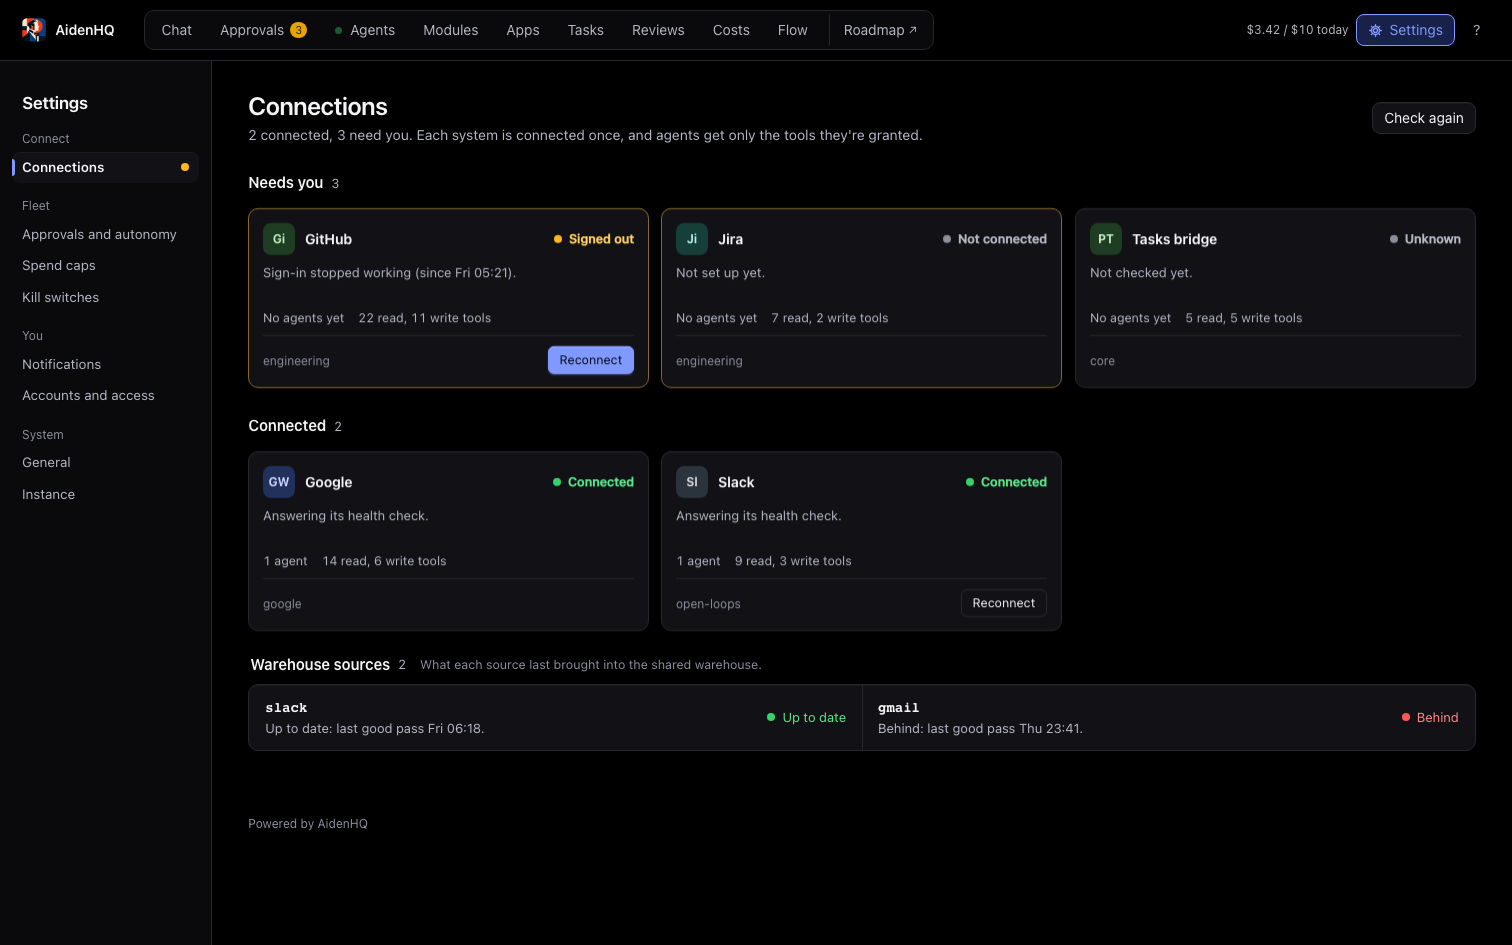 AidenHQ
Chat
Approvals 3
Agents
Modules
Apps
Tasks
Reviews
Costs
Flow
Roadmap ↗
$3.42 / $10 today
Settings
?
Settings
Connect
Connections
Fleet
Approvals and autonomy
Spend caps
Kill switches
You
Notifications
Accounts and access
System
General
Instance
Connections
2 connected, 3 need you. Each system is connected once, and agents get only the tools they're granted.
Check again
Needs you 3
Gi GitHub Signed out
Sign-in stopped working (since Fri 05:21).
No agents yet 22 read, 11 write tools
engineering Reconnect
Ji Jira Not connected
Not set up yet.
No agents yet 7 read, 2 write tools
engineering
PT Tasks bridge Unknown
Not checked yet.
No agents yet 5 read, 5 write tools
core
Connected 2
GW Google Connected
Answering its health check.
1 agent 14 read, 6 write tools
google
Sl Slack Connected
Answering its health check.
1 agent 9 read, 3 write tools
open-loops Reconnect
Warehouse sources 2 What each source last brought into the shared warehouse.
slack
Up to date: last good pass Fri 06:18.
Up to date
gmail
Behind: last good pass Thu 23:41.
Behind
Powered by AidenHQ